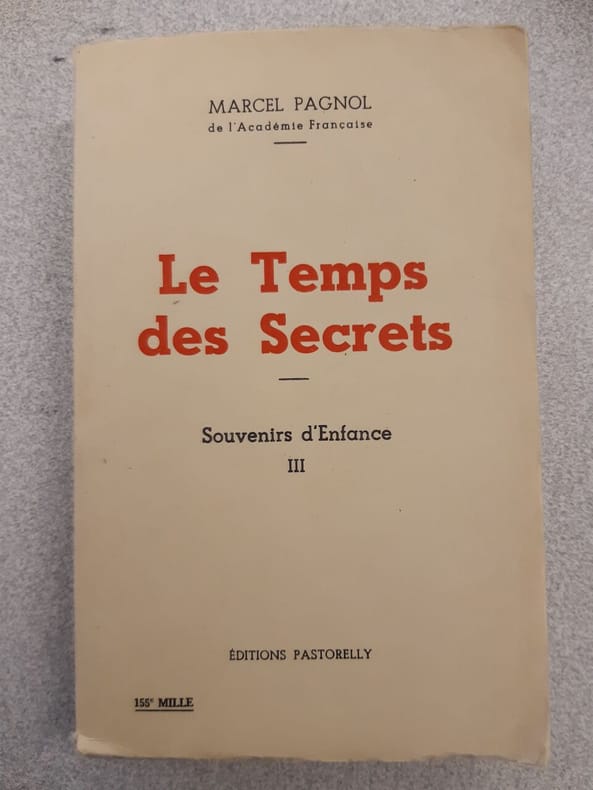 MARCEL PAGNOL
de l'Académie Française
Le Temps
des Secrets
Souvenirs d'Enfance
III
ÉDITIONS PASTORELLY
155e MILLE